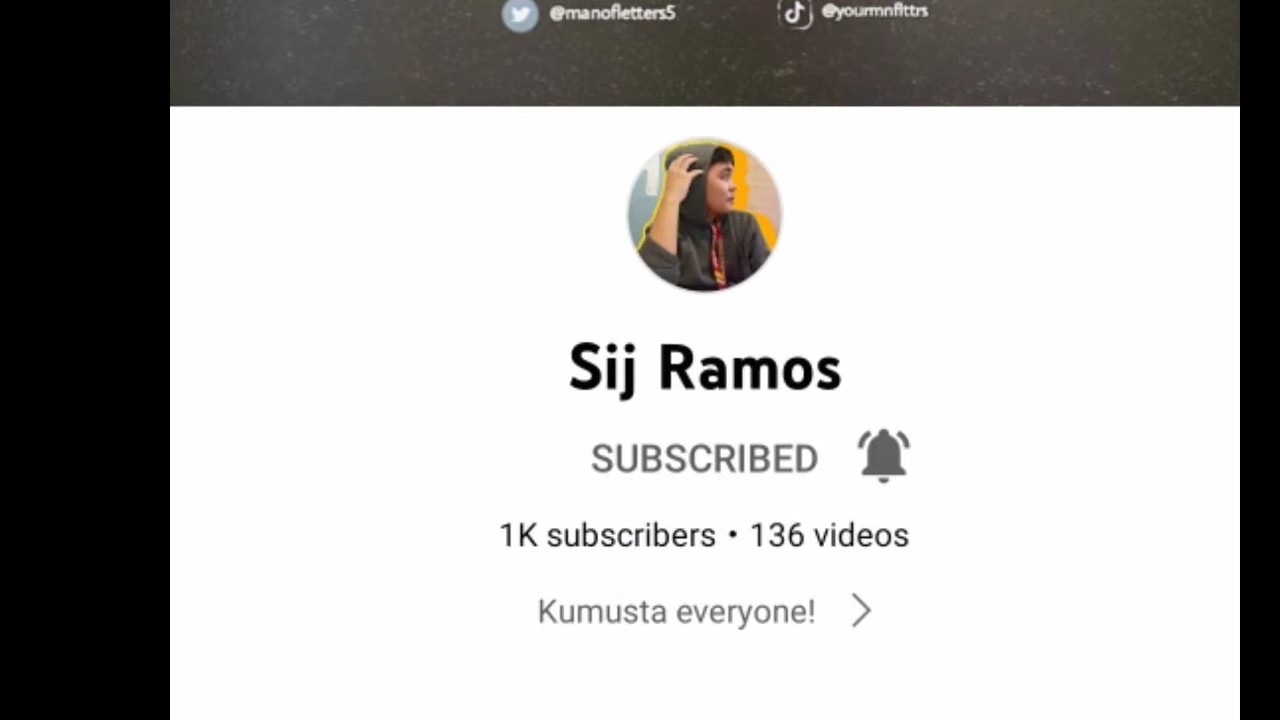 @manofletters5 @yourmnflttrs
Sij Ramos
SUBSCRIBED
1K subscribers • 136 videos
Kumusta everyone!